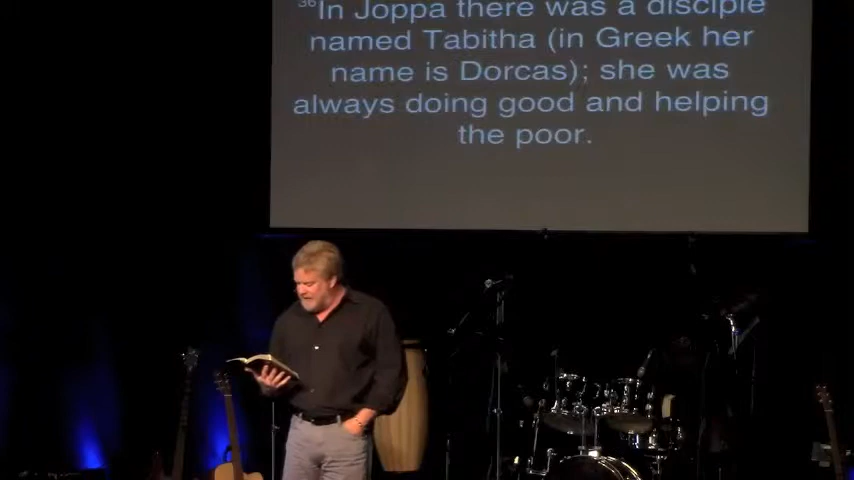 36In Joppa there was a disciple
named Tabitha (in Greek her
name is Dorcas); she was
always doing good and helping
the poor.